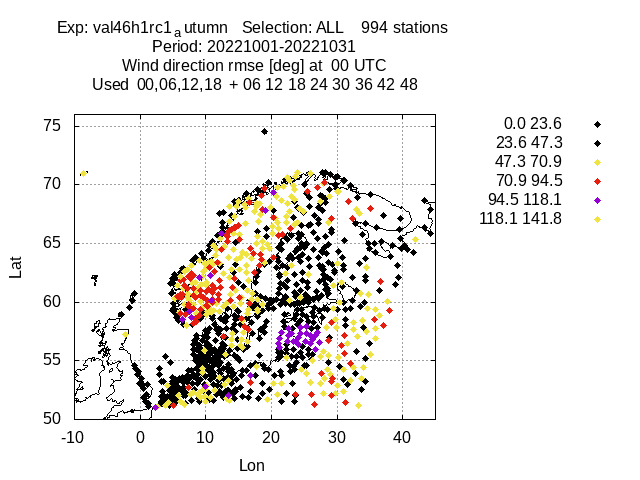 Exp: val46h1rc1autumn   Selection: ALL    994 stations
Period: 20221001-20221031
Wind direction rmse [deg] at  00 UTC
Used  00,06,12,18  + 06 12 18 24 30 36 42 48
0.0 23.6
23.6 47.3
47.3 70.9
70.9 94.5
94.5 118.1
118.1 141.8
75
70
65
60
55
50
Lat
-10 0 10 20 30 40
Lon